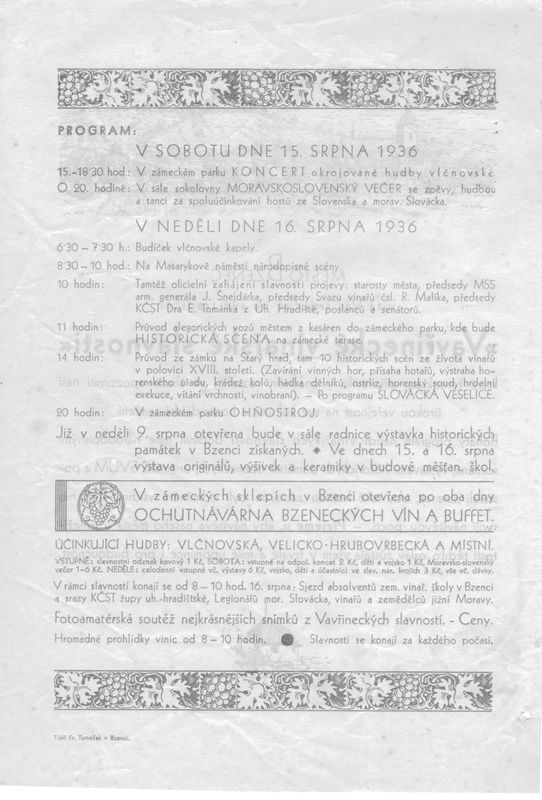 PROGRAM:
V SOBOTU DNE 15. SRPNA 1936
15.–18'30 hod.: V zámeckém parku KONCERT okrojované hudby vlčnovské.
O 20. hodině: V sále sokolovny MORAVSKOSLOVENSKÝ VEČER se zpěvy, hudbou
a tanci za spoluúčinkování hostů ze Slovenska a morav. Slovácka.
V NEDĚLI DNE 16. SRPNA 1936
6'30 – 7'30 h.: Budíček vlčnovské kapely.
8'30 – 10 hod.: Na Masarykově náměstí národopisné scény.
10 hodin: Tamtéž oficielní zahájení slavností projevy: starosty města, předsedy MSS
arm. generála J. Šnejdárka, předsedy Svazu vinařů čsl. R. Malíka, předsedy
KČST Dra E. Tománka z Uh. Hradiště, poslanců a senátorů.
11 hodin: Průvod alegorických vozů městem z kasáren do zámeckého parku, kde bude
HISTORICKÁ SCÉNA na zámecké terase.
14 hodin: Průvod ze zámku na Starý hrad, tam 10 historických scén ze života vinařů
v polovici XVIII. století. (Zavírání vinných hor, přísaha hotařů, výstraha ho-
renského úřadu, krádež kolů, hádka dělníků, ostrliz, horenský soud, hrdelní
exekuce, vítání vrchnosti, vinobraní). – Po programu SLOVÁCKÁ VESELICE.
20 hodin: V zámeckém parku OHŇOSTROJ.
Již v neděli 9. srpna otevřena bude v sále radnice výstavka historických
památek v Bzenci získaných. • Ve dnech 15. a 16. srpna
výstava originálů, výšivek a keramiky v budově měšťan. škol.
V zámeckých sklepích v Bzenci otevřena po oba dny
OCHUTNÁVÁRNA BZENECKÝCH VÍN A BUFFET.
ÚČINKUJÍCÍ HUDBY: VLČNOVSKÁ, VELICKO-HRUBOVRBECKÁ A MÍSTNÍ.
VSTUPNÉ: slavnostní odznak kovový 1 Kč, SOBOTA: vstupné na odpol. koncert 2 Kč, děti a vojsko 1 Kč, Moravsko-slovenský
večer 1–6 Kč. NEDĚLE: celodenní vstupné vč. výstavy 6 Kč, vojsko, děti a účastníci ve slav. nár. krojích 3 Kč, vše vč. dávky.
V rámci slavností konají se od 8 – 10 hod. 16. srpna: Sjezd absolventů zem. vinař. školy v Bzenci
a srazy KČST župy uh.-hradištské, Legionářů mor. Slovácka, vinařů a zemědělců jižní Moravy.
Fotoamatérská soutěž nejkrásnějších snímků z Vavřineckých slavností. - Ceny.
Hromadné prohlídky vinic od 8 – 10 hodin. ● Slavnosti se konají za každého počasí.
Tiskl Fr. Tomeček v Bzenci.